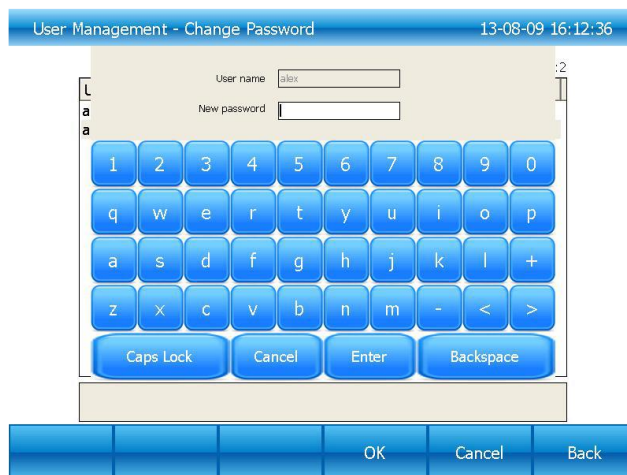 User Management - Change Password 13-08-09 16:12:36
:2
User name alex
New password
a
a
1 2 3 4 5 6 7 8 9 0
q w e r t y u i o p
a s d f g h j k l +
z x c v b n m - < >
Caps Lock Cancel Enter Backspace
OK Cancel Back